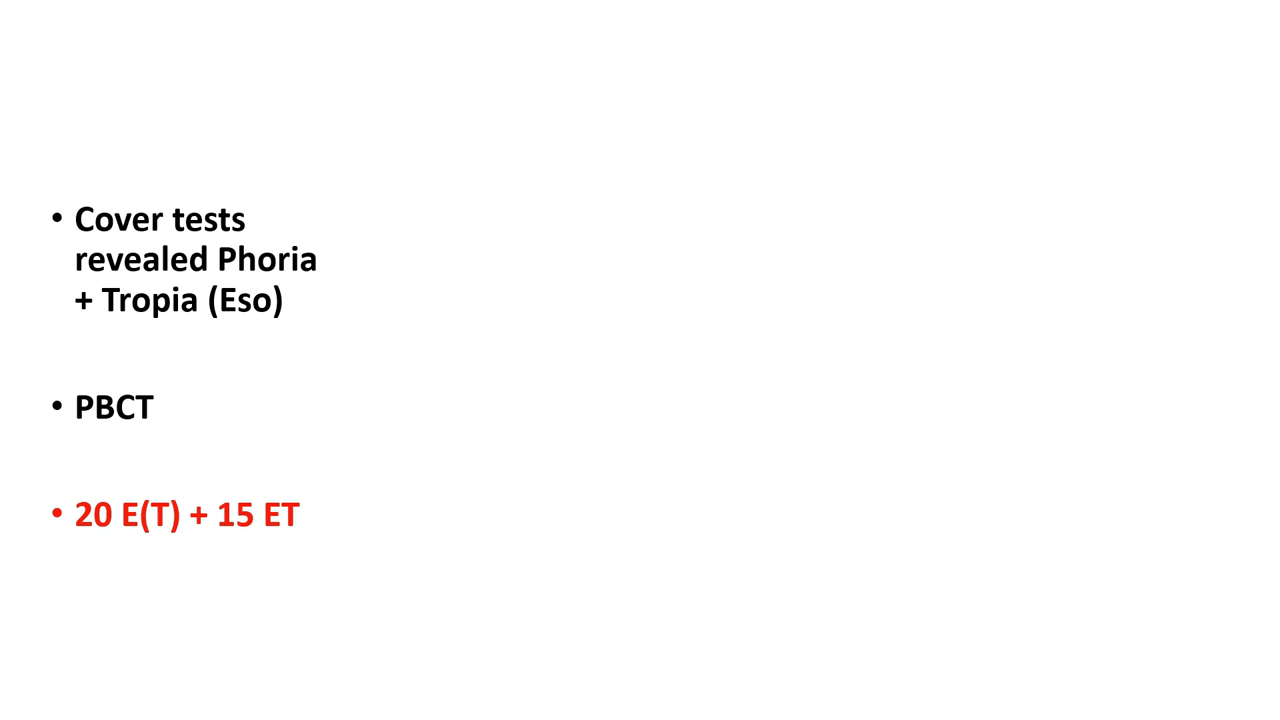 • Cover tests
revealed Phoria
+ Tropia (Eso)
• PBCT
• 20 E(T) + 15 ET